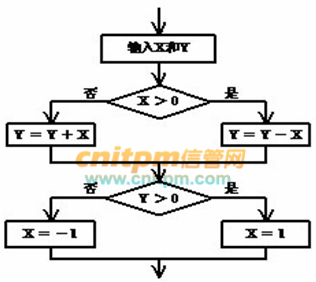 输入X和Y
否 X > 0 是
Y = Y + X Y = Y - X
cnitpm信管网
www.cnitpm.com
否 Y > 0 是
X = -1 X = 1